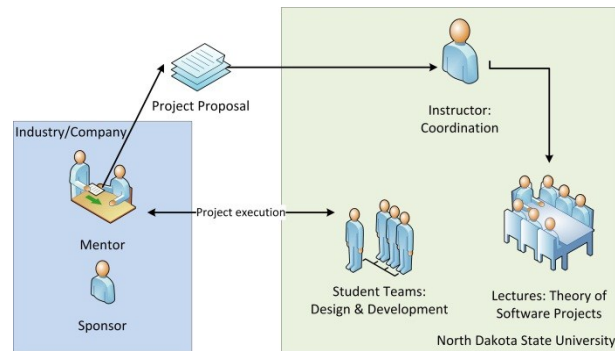 Project Proposal
Instructor:
Coordination
Industry/Company
Mentor
Project execution
Sponsor
Student Teams:
Design & Development
Lectures: Theory of
Software Projects
North Dakota State University